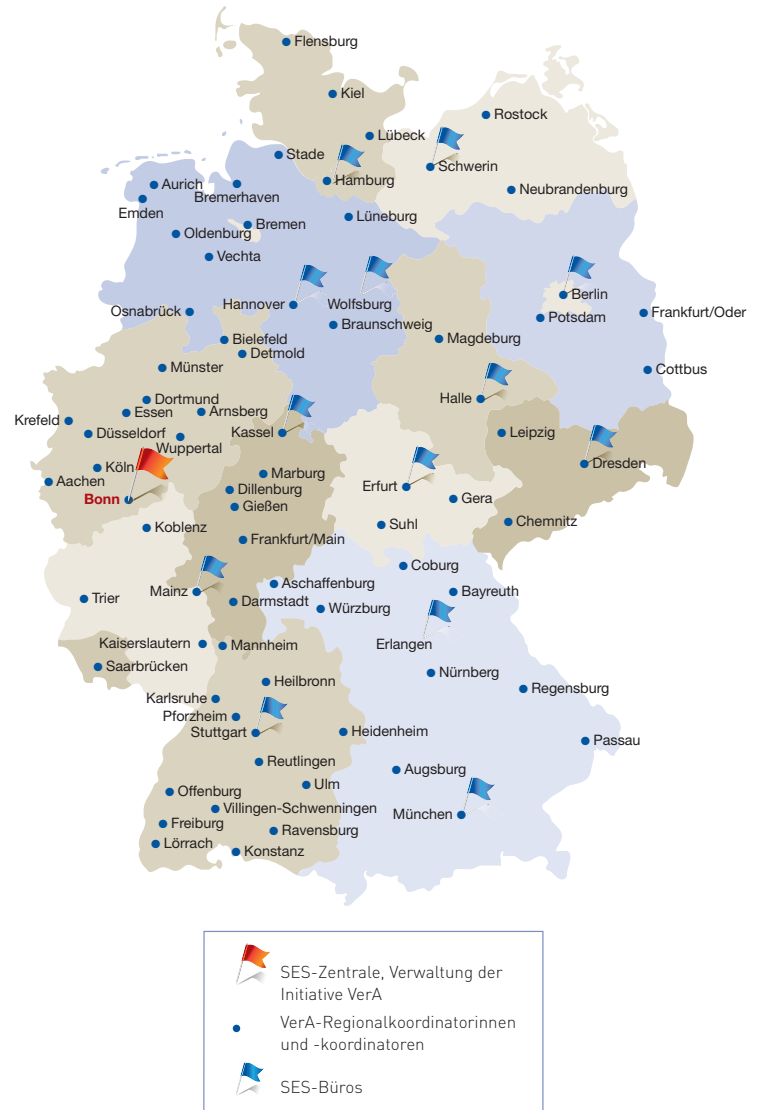 Flensburg
Kiel
Rostock
Lübeck
Stade
Schwerin
Hamburg
Aurich
Bremerhaven
Neubrandenburg
Emden
Lüneburg
Bremen
Oldenburg
Vechta
Berlin
Hannover
Wolfsburg
Osnabrück
Frankfurt/Oder
Potsdam
Braunschweig
Bielefeld
Magdeburg
Detmold
Münster
Cottbus
Dortmund
Halle
Essen
Arnsberg
Krefeld
Düsseldorf
Kassel
Leipzig
Wuppertal
Köln
Dresden
Marburg
Aachen
Dillenburg
Erfurt
Bonn
Gera
Gießen
Koblenz
Suhl
Chemnitz
Frankfurt/Main
Coburg
Aschaffenburg
Mainz
Bayreuth
Trier
Darmstadt
Würzburg
Kaiserslautern
Mannheim
Erlangen
Saarbrücken
Nürnberg
Heilbronn
Regensburg
Karlsruhe
Pforzheim
Stuttgart
Heidenheim
Passau
Reutlingen
Augsburg
Ulm
Offenburg
Villingen-Schwenningen
München
Freiburg
Ravensburg
Lörrach
Konstanz
SES-Zentrale, Verwaltung der
Initiative VerA
VerA-Regionalkoordinatorinnen
und -koordinatoren
SES-Büros